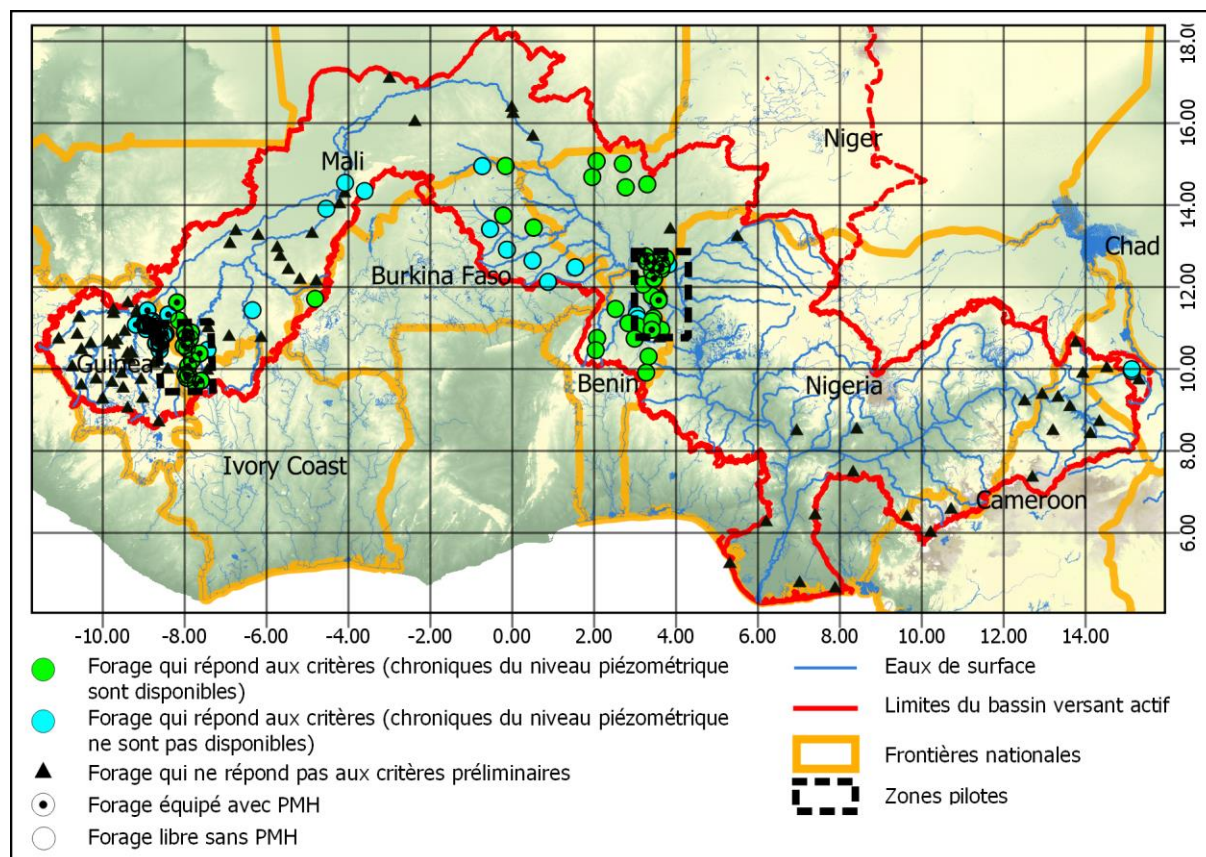 18.00
16.00
14.00
12.00
10.00
8.00
6.00
Niger
Mali
Chad
Burkina Faso
Guinea
Benin
Nigeria
Ivory Coast
Cameroon
-10.00 -8.00 -6.00 -4.00 -2.00 0.00 2.00 4.00 6.00 8.00 10.00 12.00 14.00
Forage qui répond aux critères (chroniques du niveau piézométrique
sont disponibles)
Forage qui répond aux critères (chroniques du niveau piézométrique
ne sont pas disponibles)
Forage qui ne répond pas aux critères préliminaires
Forage équipé avec PMH
Forage libre sans PMH
Eaux de surface
Limites du bassin versant actif
Frontières nationales
Zones pilotes